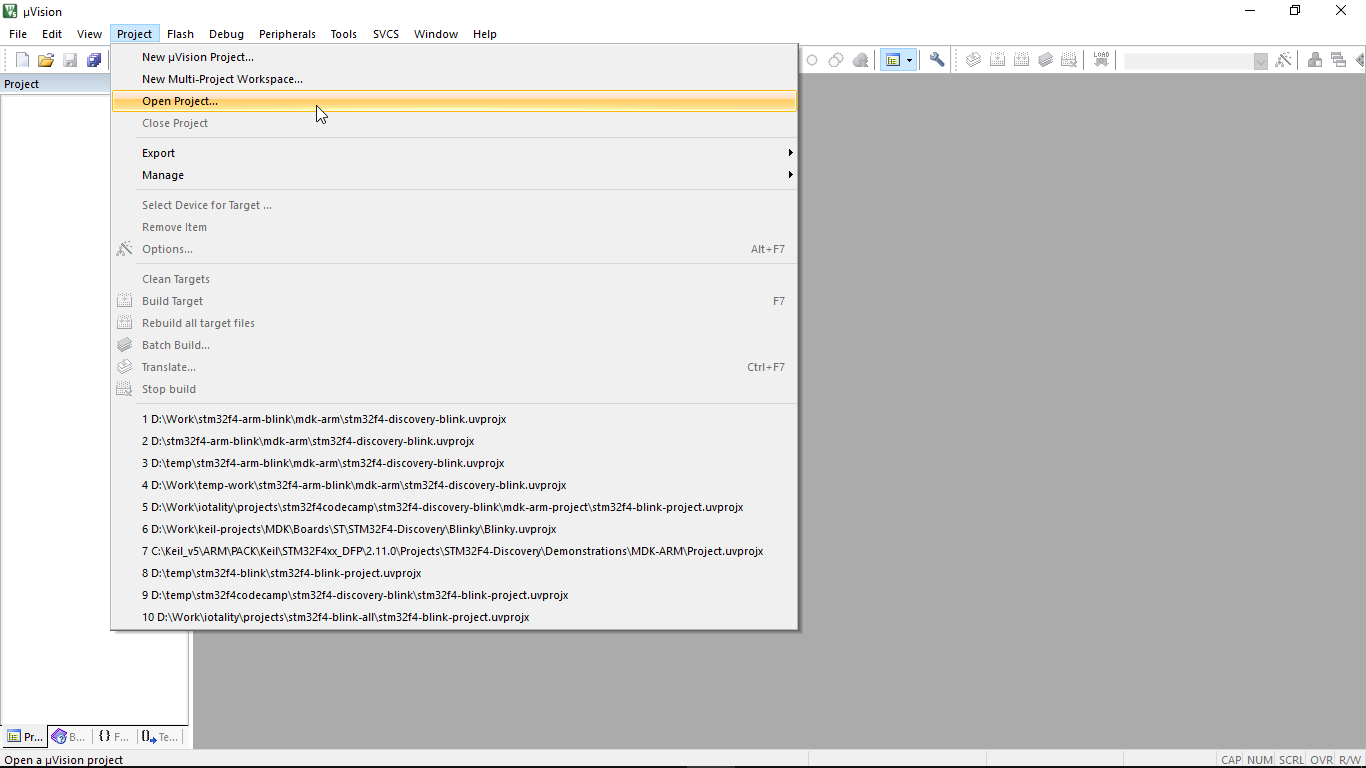 µVision
File Edit View Project Flash Debug Peripherals Tools SVCS Window Help
LOAD
Project
New µVision Project...
New Multi-Project Workspace...
Open Project...
Close Project
Export
Manage
Select Device for Target ...
Remove Item
Options... Alt+F7
Clean Targets
Build Target F7
Rebuild all target files
Batch Build...
Translate... Ctrl+F7
Stop build
1 D:\Work\stm32f4-arm-blink\mdk-arm\stm32f4-discovery-blink.uvprojx
2 D:\stm32f4-arm-blink\mdk-arm\stm32f4-discovery-blink.uvprojx
3 D:\temp\stm32f4-arm-blink\mdk-arm\stm32f4-discovery-blink.uvprojx
4 D:\Work\temp-work\stm32f4-arm-blink\mdk-arm\stm32f4-discovery-blink.uvprojx
5 D:\Work\iotality\projects\stm32f4codecamp\stm32f4-discovery-blink\mdk-arm-project\stm32f4-blink-project.uvprojx
6 D:\Work\keil-projects\MDK\Boards\ST\STM32F4-Discovery\Blinky\Blinky.uvprojx
7 C:\Keil_v5\ARM\PACK\Keil\STM32F4xx_DFP\2.11.0\Projects\STM32F4-Discovery\Demonstrations\MDK-ARM\Project.uvprojx
8 D:\temp\stm32f4-blink\stm32f4-blink-project.uvprojx
9 D:\temp\stm32f4codecamp\stm32f4-discovery-blink\stm32f4-blink-project.uvprojx
10 D:\Work\iotality\projects\stm32f4-blink-all\stm32f4-blink-project.uvprojx
Pr... B... {} F... 0 Te...
Open a µVision project CAP NUM SCRL OVR R/W